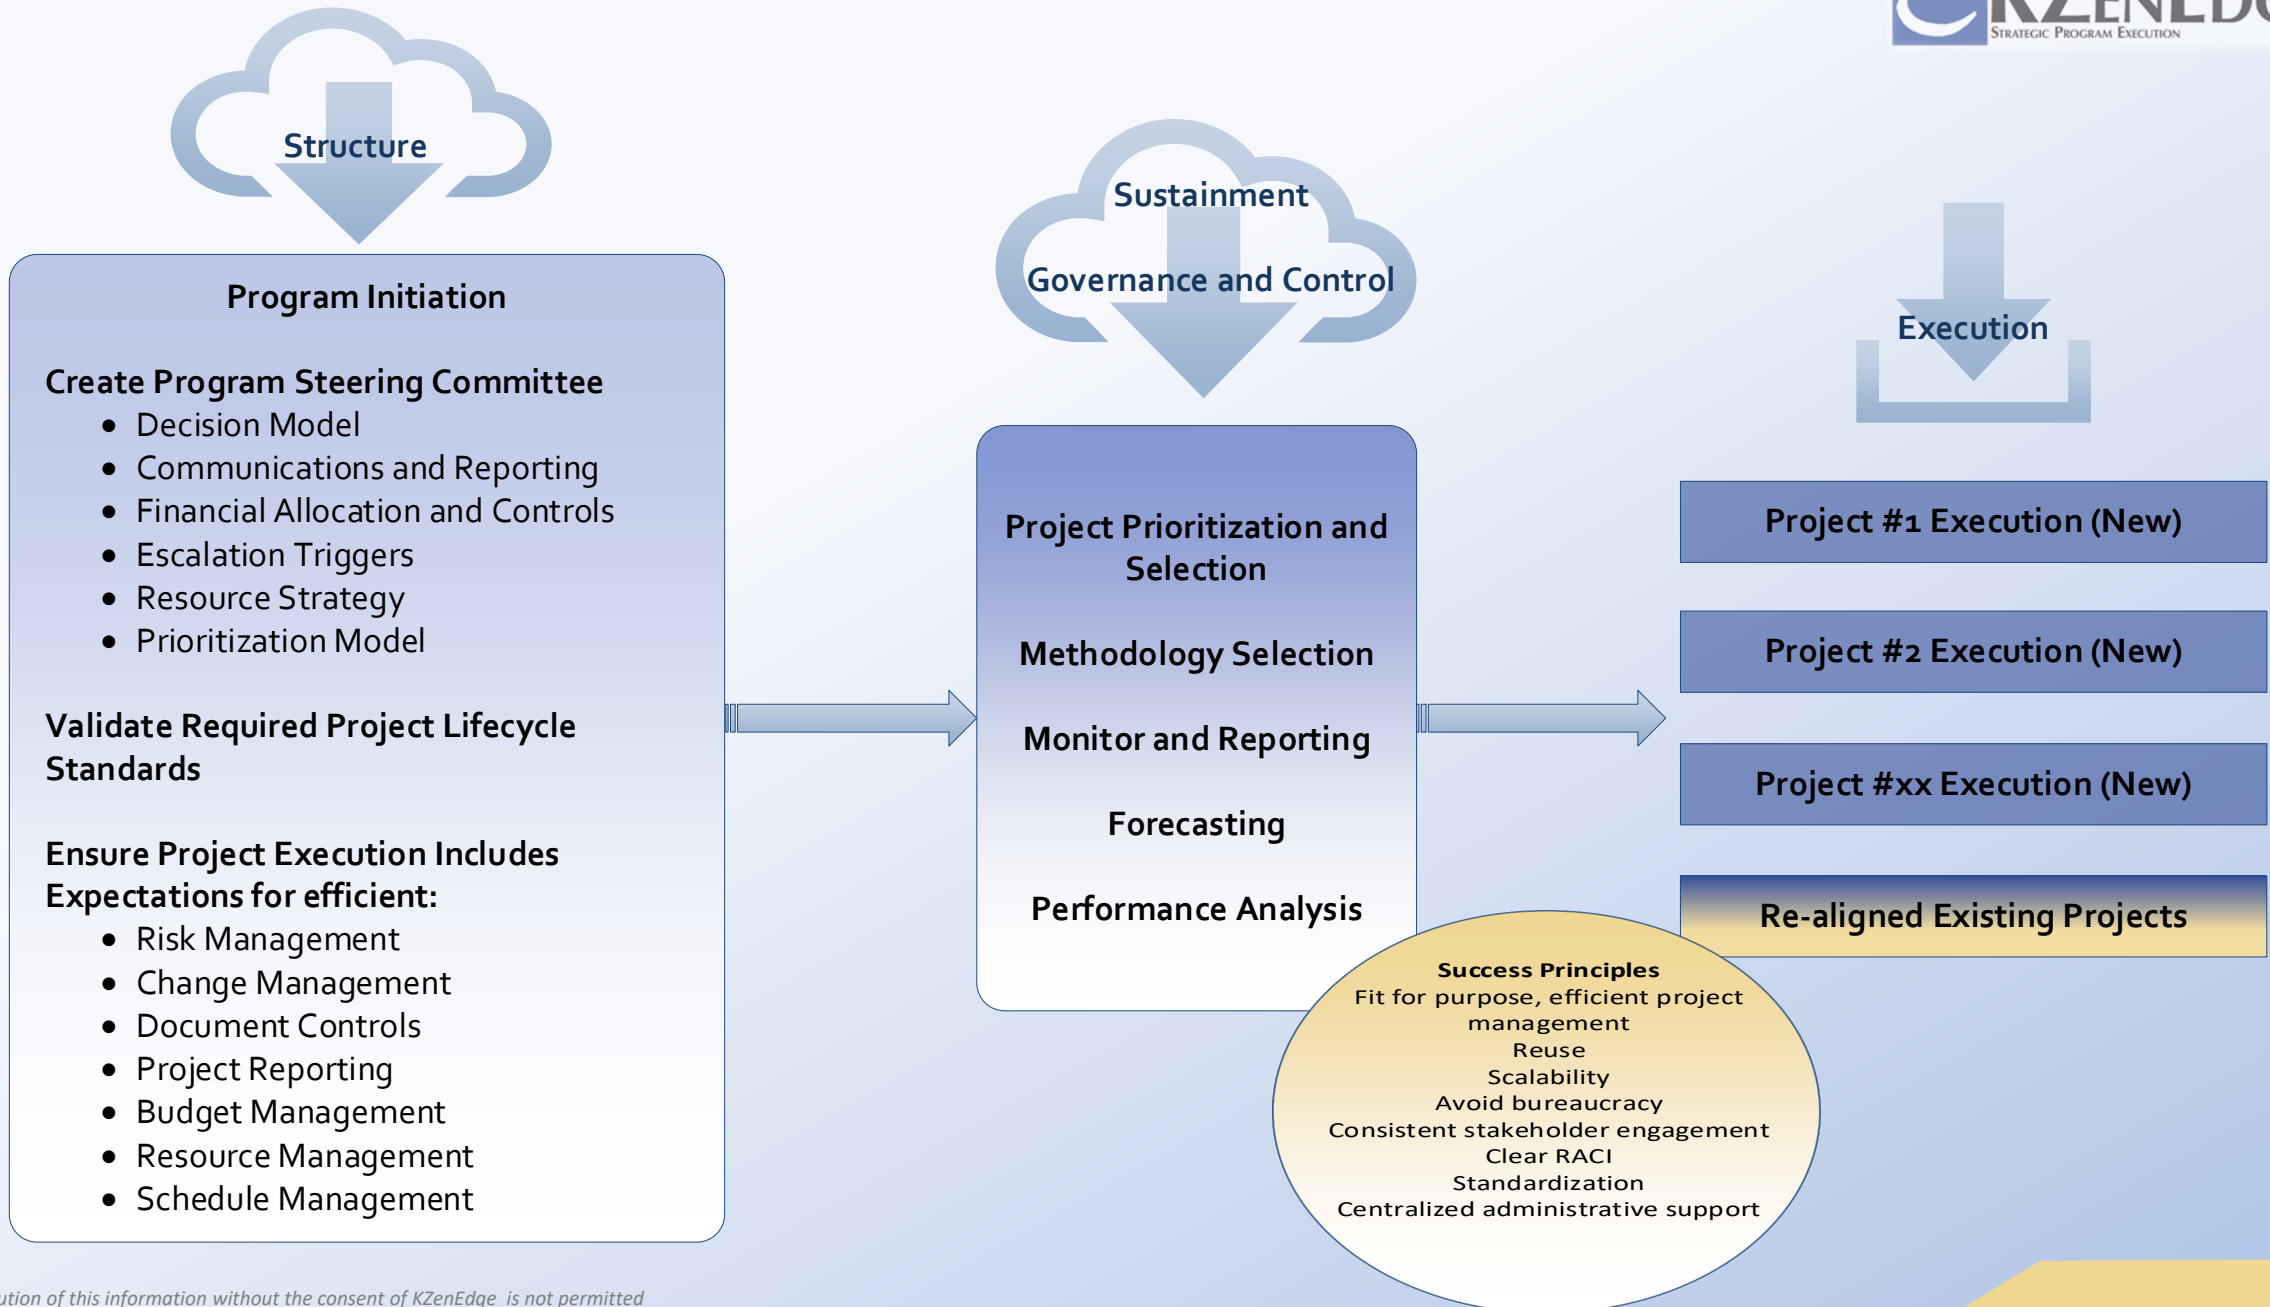 KZENEDG
STRATEGIC PROGRAM EXECUTION
Structure
Program Initiation
Create Program Steering Committee
• Decision Model
• Communications and Reporting
• Financial Allocation and Controls
• Escalation Triggers
• Resource Strategy
• Prioritization Model
Validate Required Project Lifecycle
Standards
Ensure Project Execution Includes
Expectations for efficient:
• Risk Management
• Change Management
• Document Controls
• Project Reporting
• Budget Management
• Resource Management
• Schedule Management
Sustainment
Governance and Control
Project Prioritization and
Selection
Methodology Selection
Monitor and Reporting
Forecasting
Performance Analysis
Execution
Project #1 Execution (New)
Project #2 Execution (New)
Project #xx Execution (New)
Re-aligned Existing Projects
Success Principles
Fit for purpose, efficient project
management
Reuse
Scalability
Avoid bureaucracy
Consistent stakeholder engagement
Clear RACI
Standardization
Centralized administrative support
ution of this information without the consent of KZenEdge is not permitted